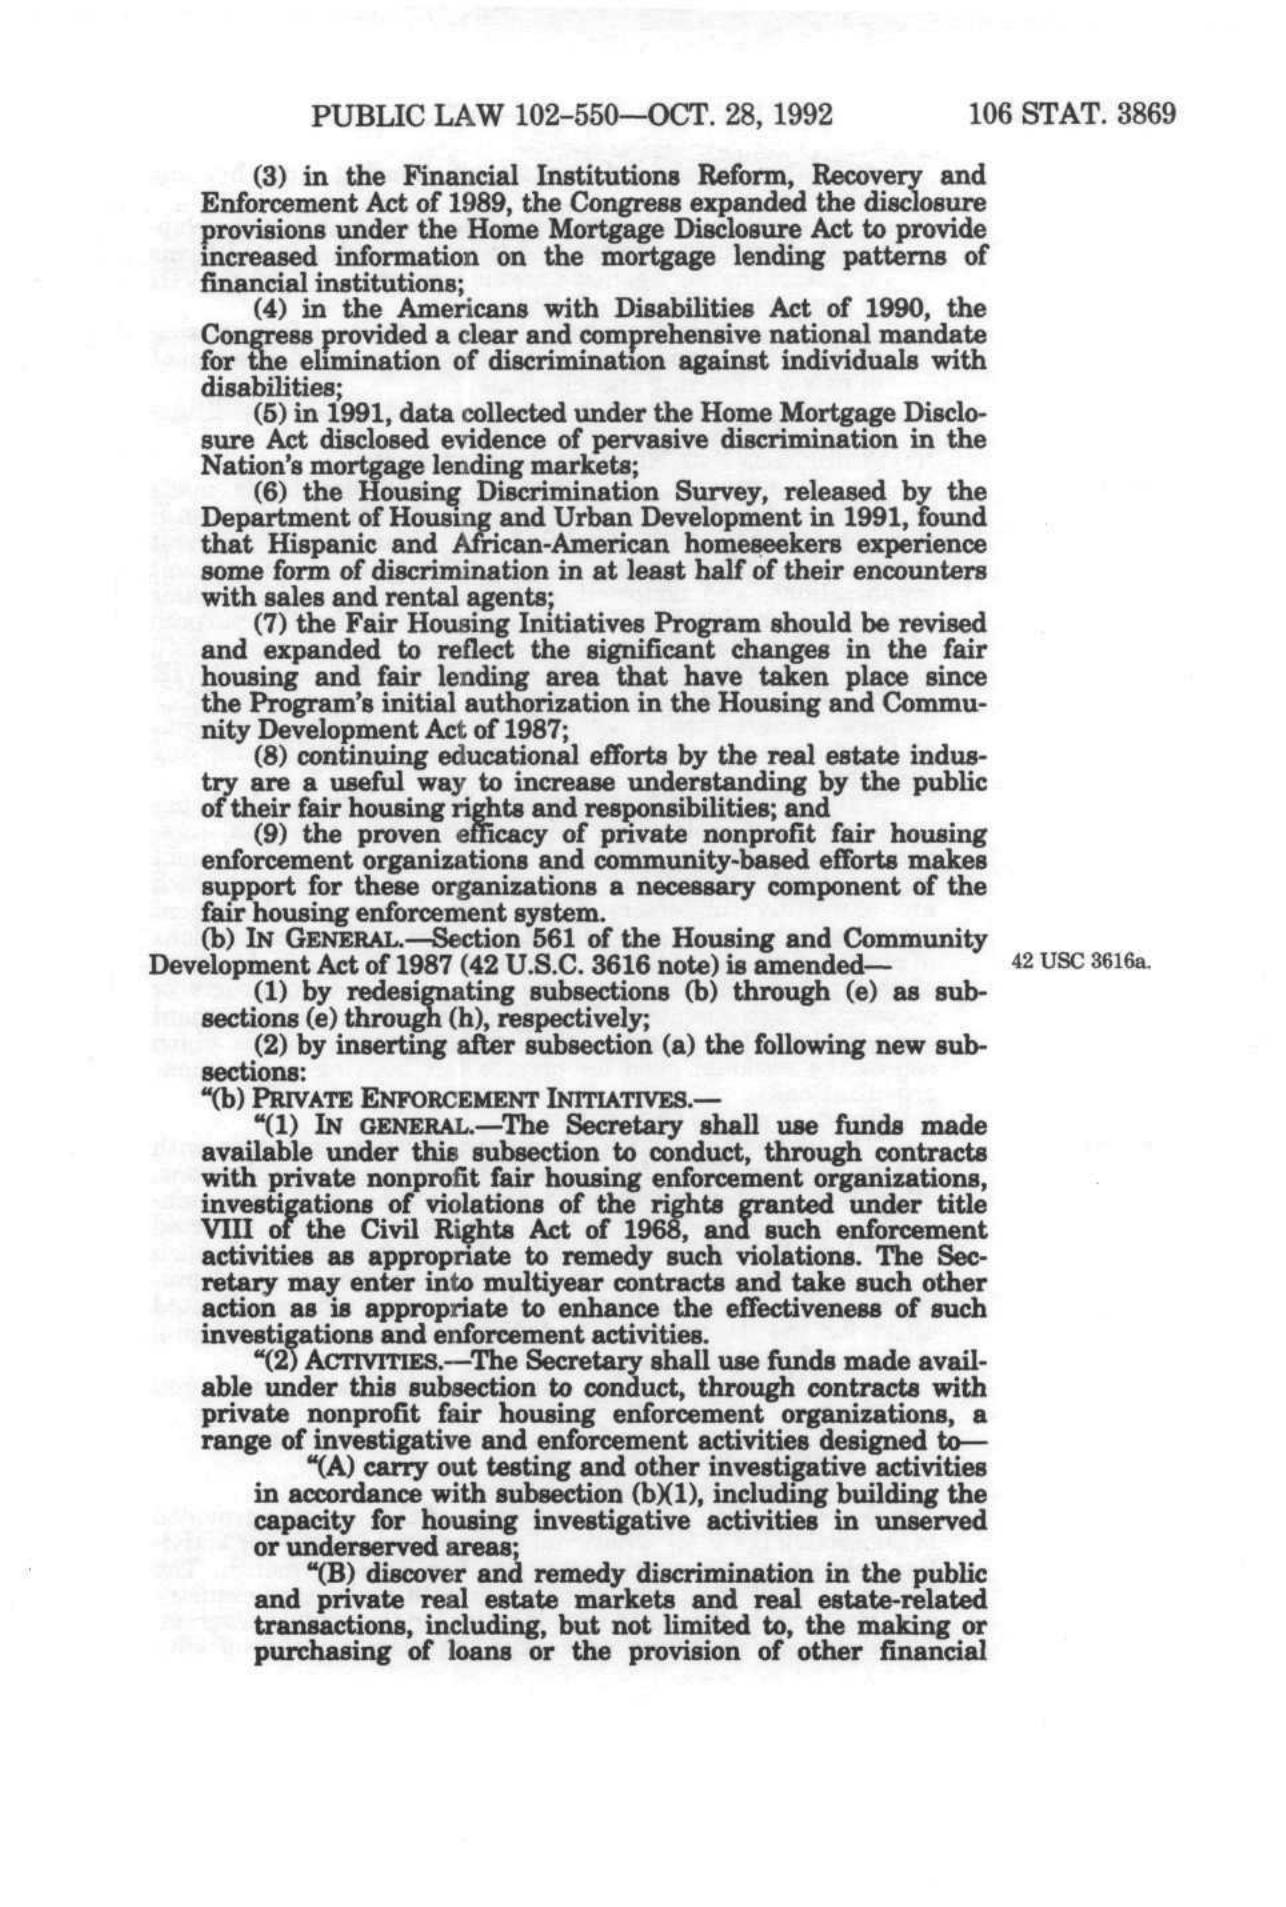 PUBLIC LAW 102–550—OCT. 28, 1992 106 STAT. 3869
(3) in the Financial Institutions Reform, Recovery and
Enforcement Act of 1989, the Congress expanded the disclosure
provisions under the Home Mortgage Disclosure Act to provide
increased information on the mortgage lending patterns of
financial institutions;
(4) in the Americans with Disabilities Act of 1990, the
Congress provided a clear and comprehensive national mandate
for the elimination of discrimination against individuals with
disabilities;
(5) in 1991, data collected under the Home Mortgage Disclo-
sure Act disclosed evidence of pervasive discrimination in the
Nation's mortgage lending markets;
(6) the Housing Discrimination Survey, released by the
Department of Housing and Urban Development in 1991, found
that Hispanic and African-American homeseekers experience
some form of discrimination in at least half of their encounters
with sales and rental agents;
(7) the Fair Housing Initiatives Program should be revised
and expanded to reflect the significant changes in the fair
housing and fair lending area that have taken place since
the Program's initial authorization in the Housing and Commu-
nity Development Act of 1987;
(8) continuing educational efforts by the real estate indus-
try are a useful way to increase understanding by the public
of their fair housing rights and responsibilities; and
(9) the proven efficacy of private nonprofit fair housing
enforcement organizations and community-based efforts makes
support for these organizations a necessary component of the
fair housing enforcement system.
(b) IN GENERAL.—Section 561 of the Housing and Community
Development Act of 1987 (42 U.S.C. 3616 note) is amended—
42 USC 3616a.
(1) by redesignating subsections (b) through (e) as sub-
sections (e) through (h), respectively;
(2) by inserting after subsection (a) the following new sub-
sections:
"(b) PRIVATE ENFORCEMENT INITIATIVES.—
"(1) IN GENERAL.—The Secretary shall use funds made
available under this subsection to conduct, through contracts
with private nonprofit fair housing enforcement organizations,
investigations of violations of the rights granted under title
VIII of the Civil Rights Act of 1968, and such enforcement
activities as appropriate to remedy such violations. The Sec-
retary may enter into multiyear contracts and take such other
action as is appropriate to enhance the effectiveness of such
investigations and enforcement activities.
"(2) ACTIVITIES.—The Secretary shall use funds made avail-
able under this subsection to conduct, through contracts with
private nonprofit fair housing enforcement organizations, a
range of investigative and enforcement activities designed to—
"(A) carry out testing and other investigative activities
in accordance with subsection (b)(1), including building the
capacity for housing investigative activities in unserved
or underserved areas;
"(B) discover and remedy discrimination in the public
and private real estate markets and real estate-related
transactions, including, but not limited to, the making or
purchasing of loans or the provision of other financial